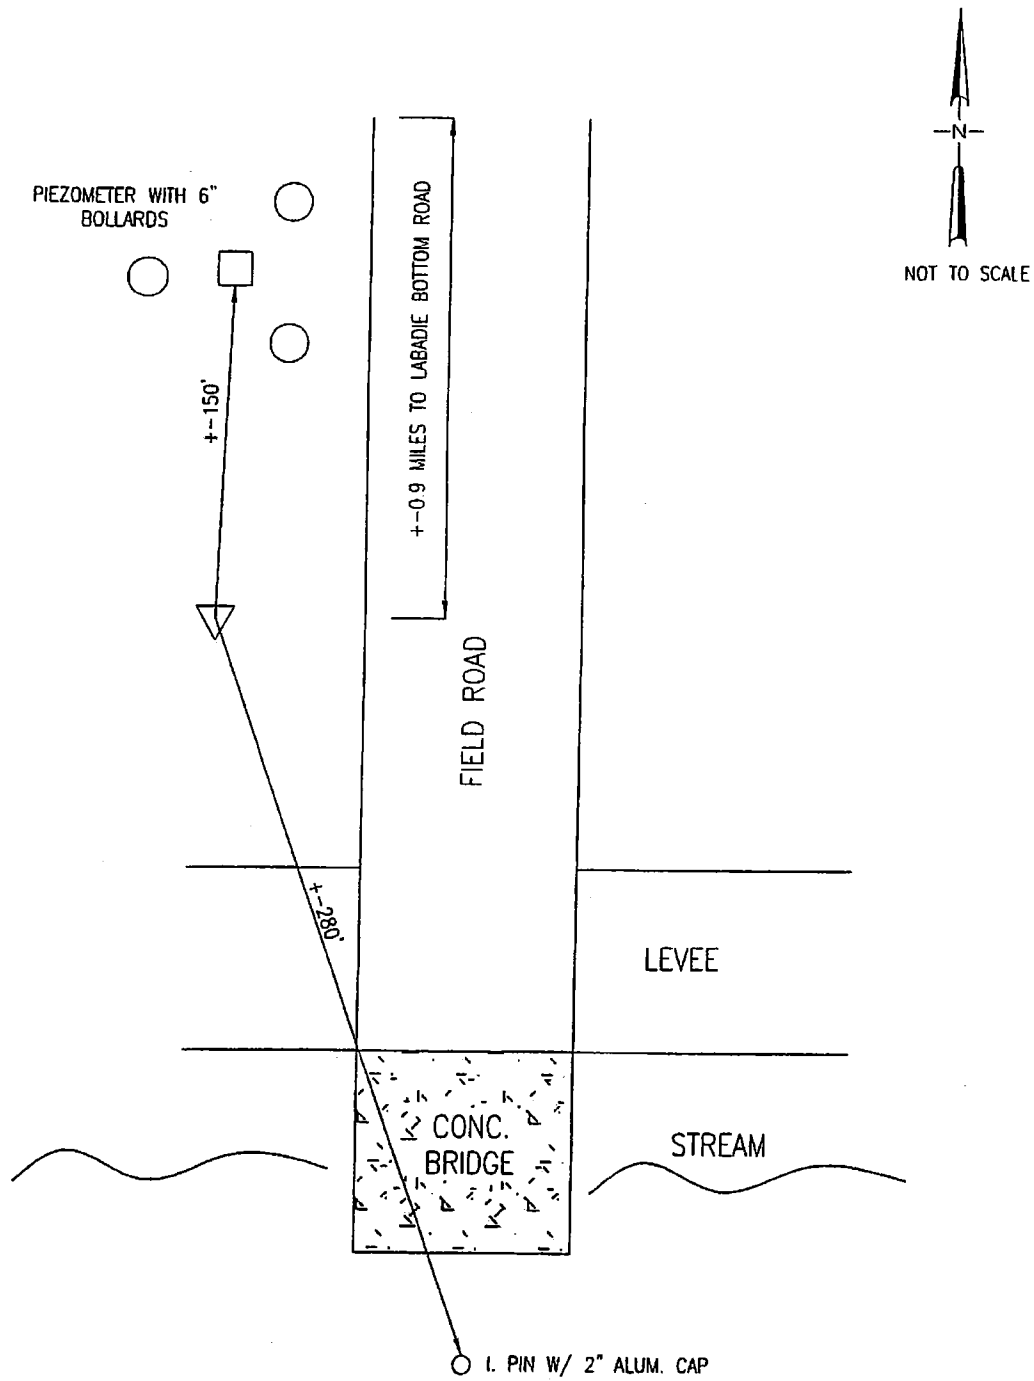 N
NOT TO SCALE
PIEZOMETER WITH 6"
BOLLARDS
+-0.9 MILES TO LABADIE BOTTOM ROAD
+-150'
FIELD ROAD
+-280'
LEVEE
CONC.
BRIDGE
STREAM
I. PIN W/ 2" ALUM. CAP